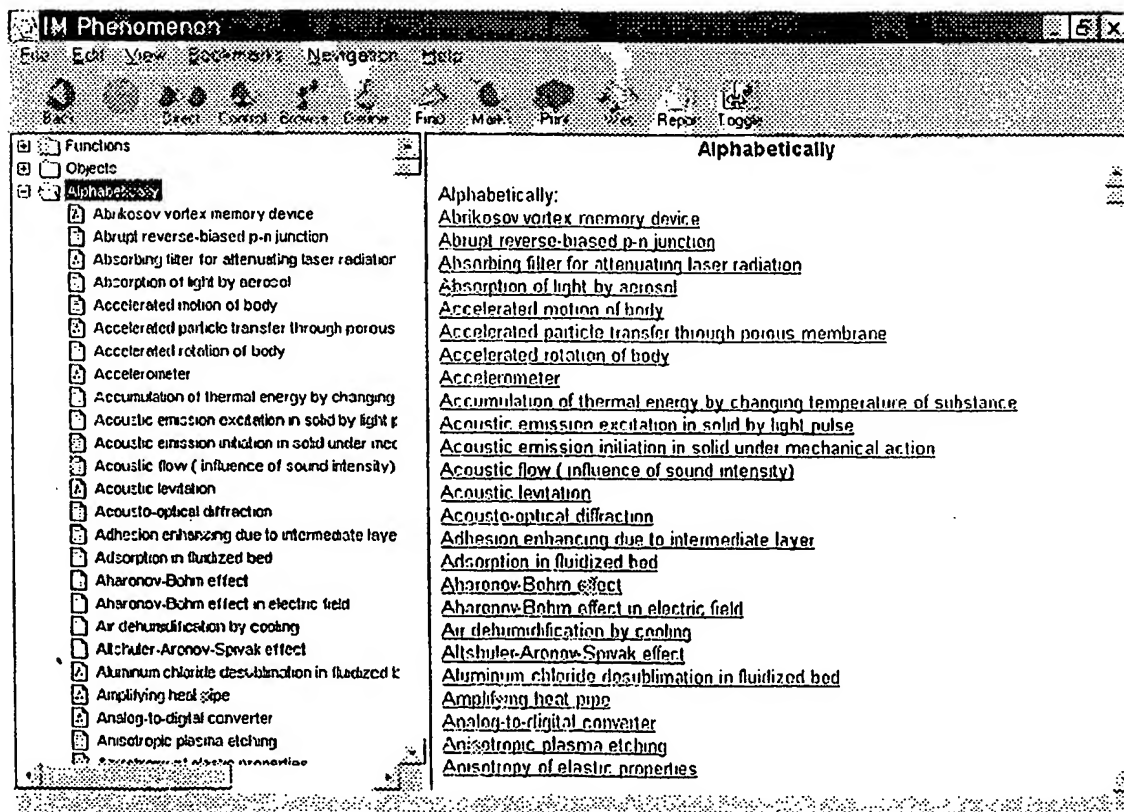 IM Phenomenon
File Edit View Bookmarks Navigation Help
Back Direct Control Browse Define Find Marks Print Web Report Toggle
Functions
Objects
Alphabetically
Abrikosov vortex memory device
Abrupt reverse-biased p-n junction
Absorbing filter for attenuating laser radiation
Absorption of light by aerosol
Accelerated motion of body
Accelerated particle transfer through porous
Accelerated rotation of body
Accelerometer
Accumulation of thermal energy by changing
Acoustic emission excitation in solid by light p
Acoustic emission initiation in solid under mec
Acoustic flow ( influence of sound intensity)
Acoustic levitation
Acousto-optical diffraction
Adhesion enhancing due to intermediate laye
Adsorption in fluidized bed
Aharonov-Bohm effect
Aharonov-Bohm effect in electric field
Air dehumidification by cooling
Altshuler-Aronov-Spivak effect
Aluminum chloride desublimation in fluidized b
Amplifying heat pipe
Analog-to-digital converter
Anisotropic plasma etching
Anisotropy of elastic properties
Alphabetically
Alphabetically:
Abrikosov vortex memory device
Abrupt reverse-biased p-n junction
Absorbing filter for attenuating laser radiation
Absorption of light by aerosol
Accelerated motion of body
Accelerated particle transfer through porous membrane
Accelerated rotation of body
Accelerometer
Accumulation of thermal energy by changing temperature of substance
Acoustic emission excitation in solid by light pulse
Acoustic emission initiation in solid under mechanical action
Acoustic flow ( influence of sound intensity)
Acoustic levitation
Acousto-optical diffraction
Adhesion enhancing due to intermediate layer
Adsorption in fluidized bed
Aharonov-Bohm effect
Aharonov-Bohm effect in electric field
Air dehumidification by cooling
Altshuler-Aronov-Spivak effect
Aluminum chloride desublimation in fluidized bed
Amplifying heat pipe
Analog-to-digital converter
Anisotropic plasma etching
Anisotropy of elastic properties